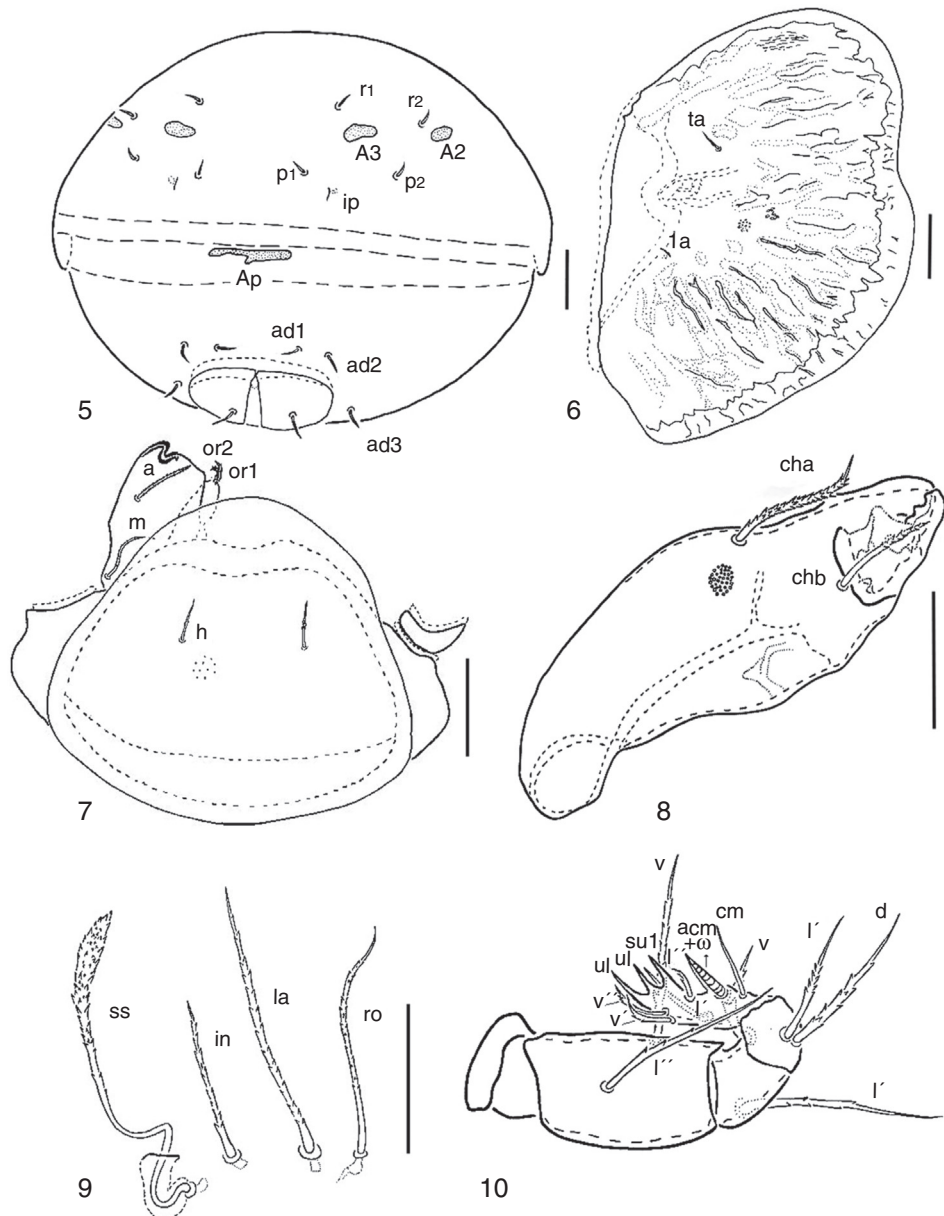 r1
r2
A3
A2
p1
p2
ip
Ap
ad1
ad2
ad3
5
ta
1a
6
or2
or1
a
m
h
7
cha
chb
8
ss
in
la
ro
9
v
cm
acm
+ω
su1
l´´
v
ul
ul
l´
d
v´
v´
l´´
l´
10